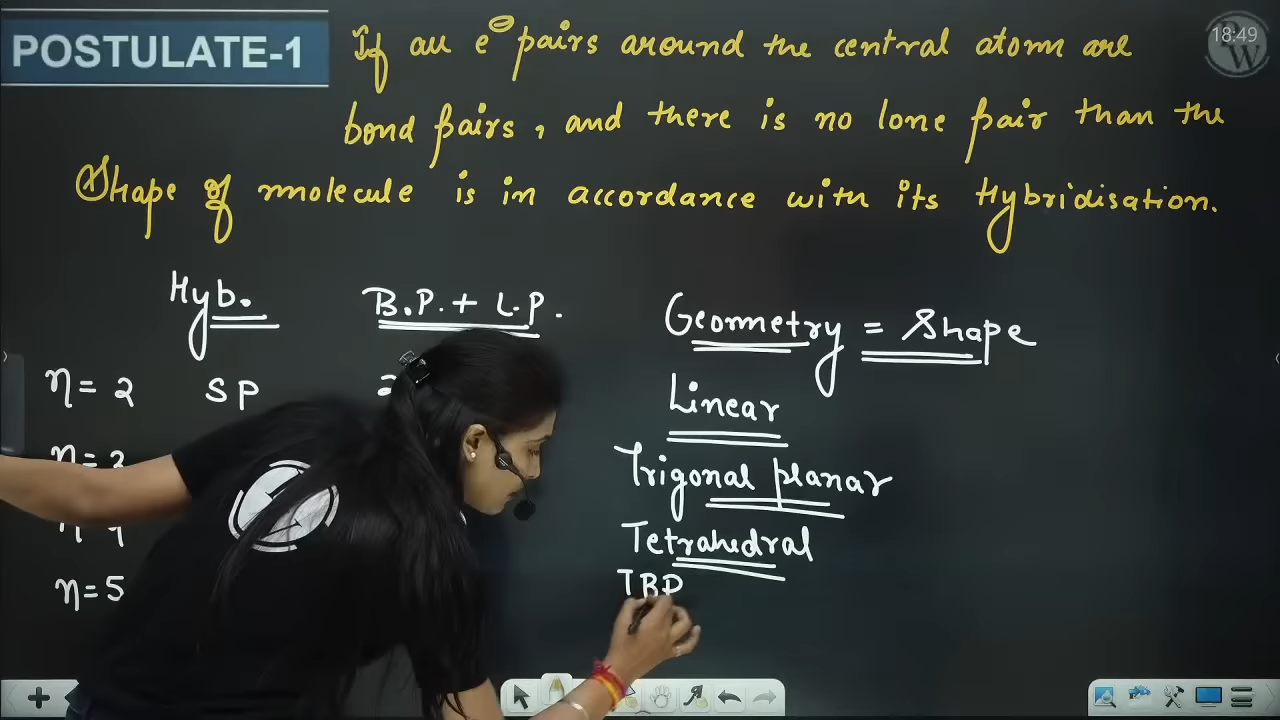 POSTULATE-1
If all e⊖ pairs around the central atom are
bond pairs, and there is no lone pair than the
Shape of molecule is in accordance with its Hybridisation.
18:49
Hyb. B.P. + L.P. Geometry = Shape
η = 2 SP 2 Linear
η = 3 Trigonal planar
Tetrahedral
η = 5 TBP